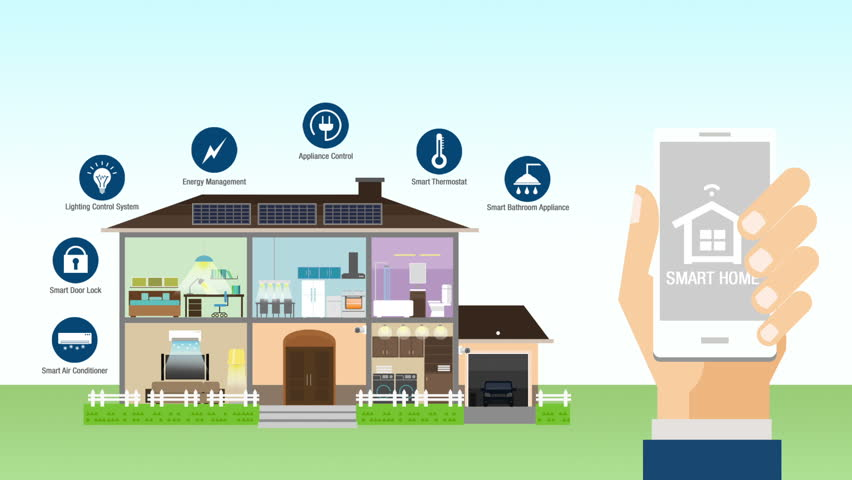 Appliance Control
Energy Management
Smart Thermostat
Lighting Control System
Smart Bathroom Appliance
Smart Door Lock
Smart Air Conditioner
SMART HOME